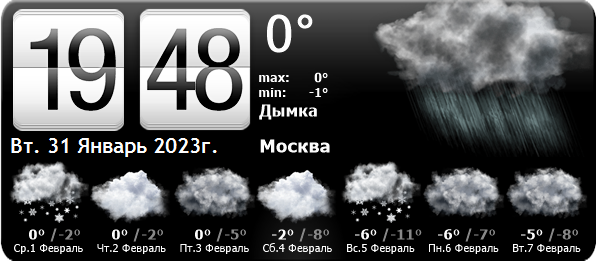 19 48
0°
max: 0°
min: -1°
Дымка
Вт. 31 Январь 2023г.
Москва
0° /-2° 0° /-2° 0° /-5° -2° /-8° -6° /-11° -6° /-7° -5° /-8°
Ср.1 Февраль Чт.2 Февраль Пт.3 Февраль Сб.4 Февраль Вс.5 Февраль Пн.6 Февраль Вт.7 Февраль